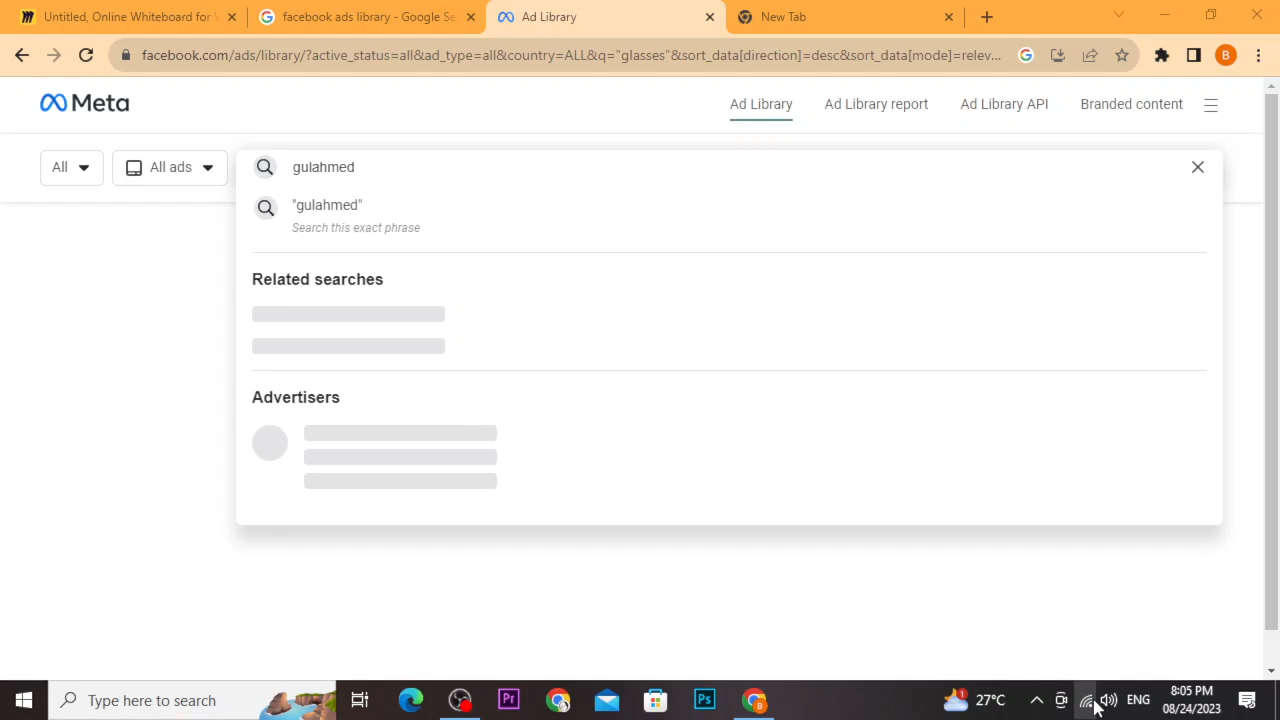 Untitled, Online Whiteboard for
facebook ads library - Google Se
Ad Library
New Tab
facebook.com/ads/library/?active_status=all&ad_type=all&country=ALL&q="glasses"&sort_data[direction]=desc&sort_data[mode]=relev...
B
Meta
Ad Library
Ad Library report
Ad Library API
Branded content
All
All ads
gulahmed
"gulahmed"
Search this exact phrase
Related searches
Advertisers
Type here to search
Pr
Ps
B
1
27°C
ENG
8:05 PM
08/24/2023